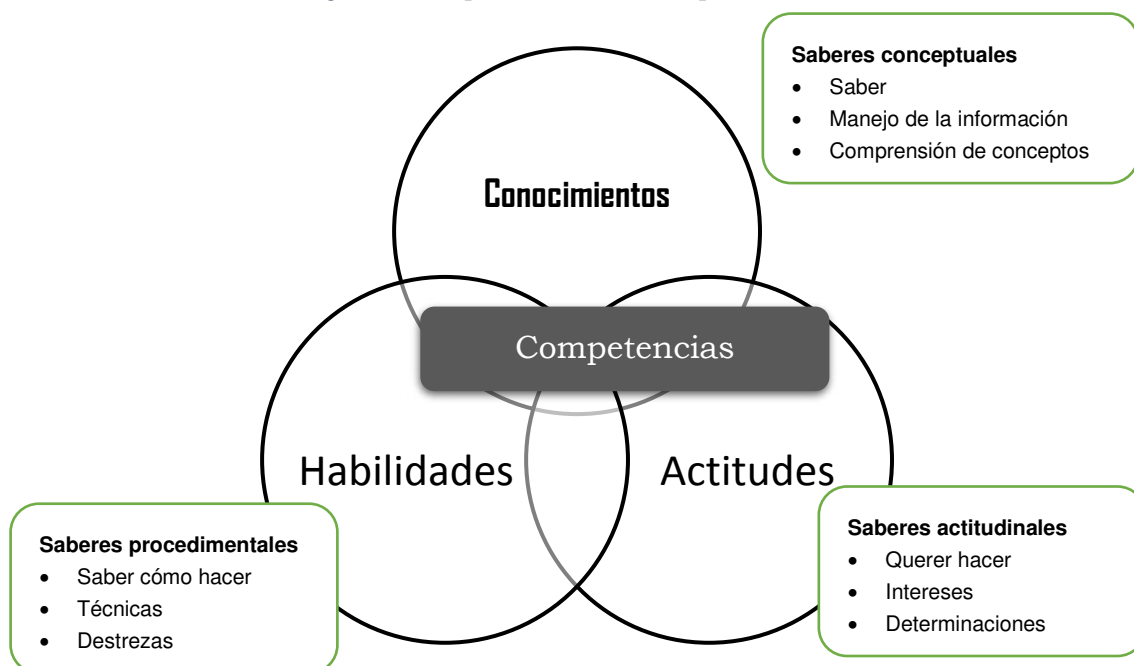 Saberes conceptuales
• Saber
• Manejo de la información
• Comprensión de conceptos
Conocimientos
Competencias
Habilidades
Actitudes
Saberes procedimentales
• Saber cómo hacer
• Técnicas
• Destrezas
Saberes actitudinales
• Querer hacer
• Intereses
• Determinaciones